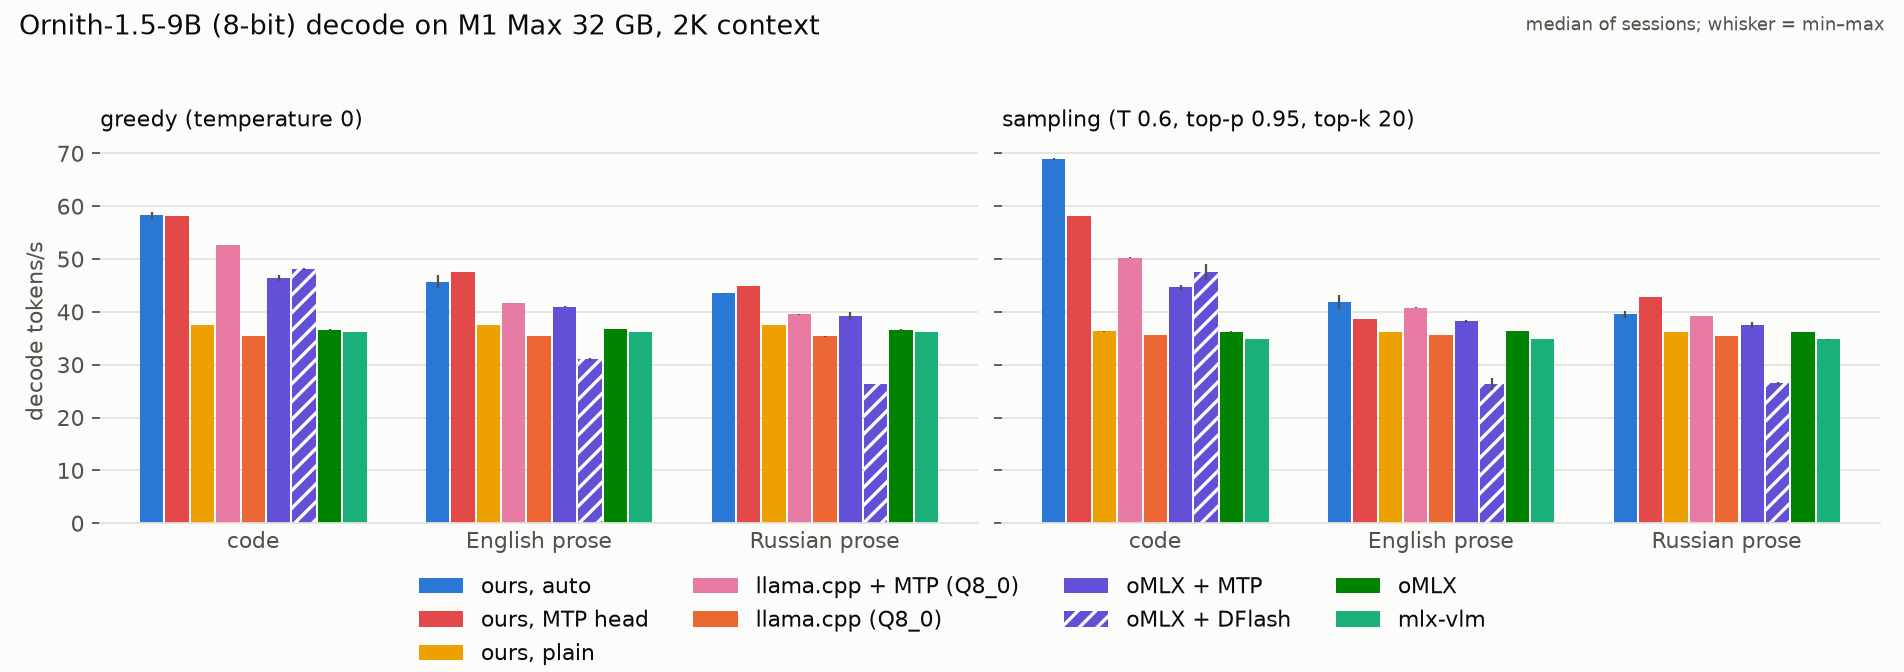 Ornith-1.5-9B (8-bit) decode on M1 Max 32 GB, 2K context
median of sessions; whisker = min–max
greedy (temperature 0)
sampling (T 0.6, top-p 0.95, top-k 20)
decode tokens/s
70
60
50
40
30
20
10
0
code
English prose
Russian prose
code
English prose
Russian prose
ours, auto
ours, MTP head
ours, plain
llama.cpp + MTP (Q8_0)
llama.cpp (Q8_0)
oMLX + MTP
oMLX + DFlash
oMLX
mlx-vlm